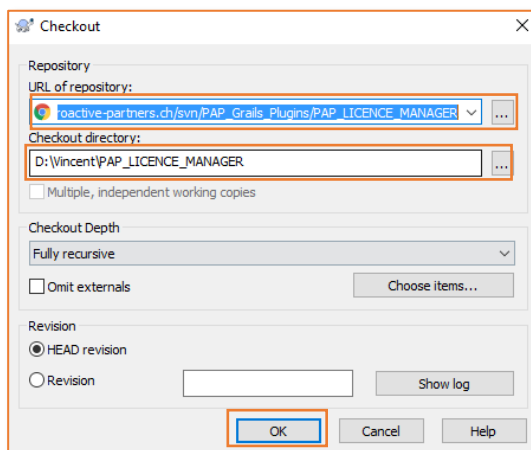 Checkout
Repository
URL of repository:
roactive-partners.ch/svn/PAP_Grails_Plugins/PAP_LICENCE_MANAGER
...
Checkout directory:
D:\Vincent\PAP_LICENCE_MANAGER
...
Multiple, independent working copies
Checkout Depth
Fully recursive
Omit externals
Choose items...
Revision
HEAD revision
Revision
Show log
OK
Cancel
Help